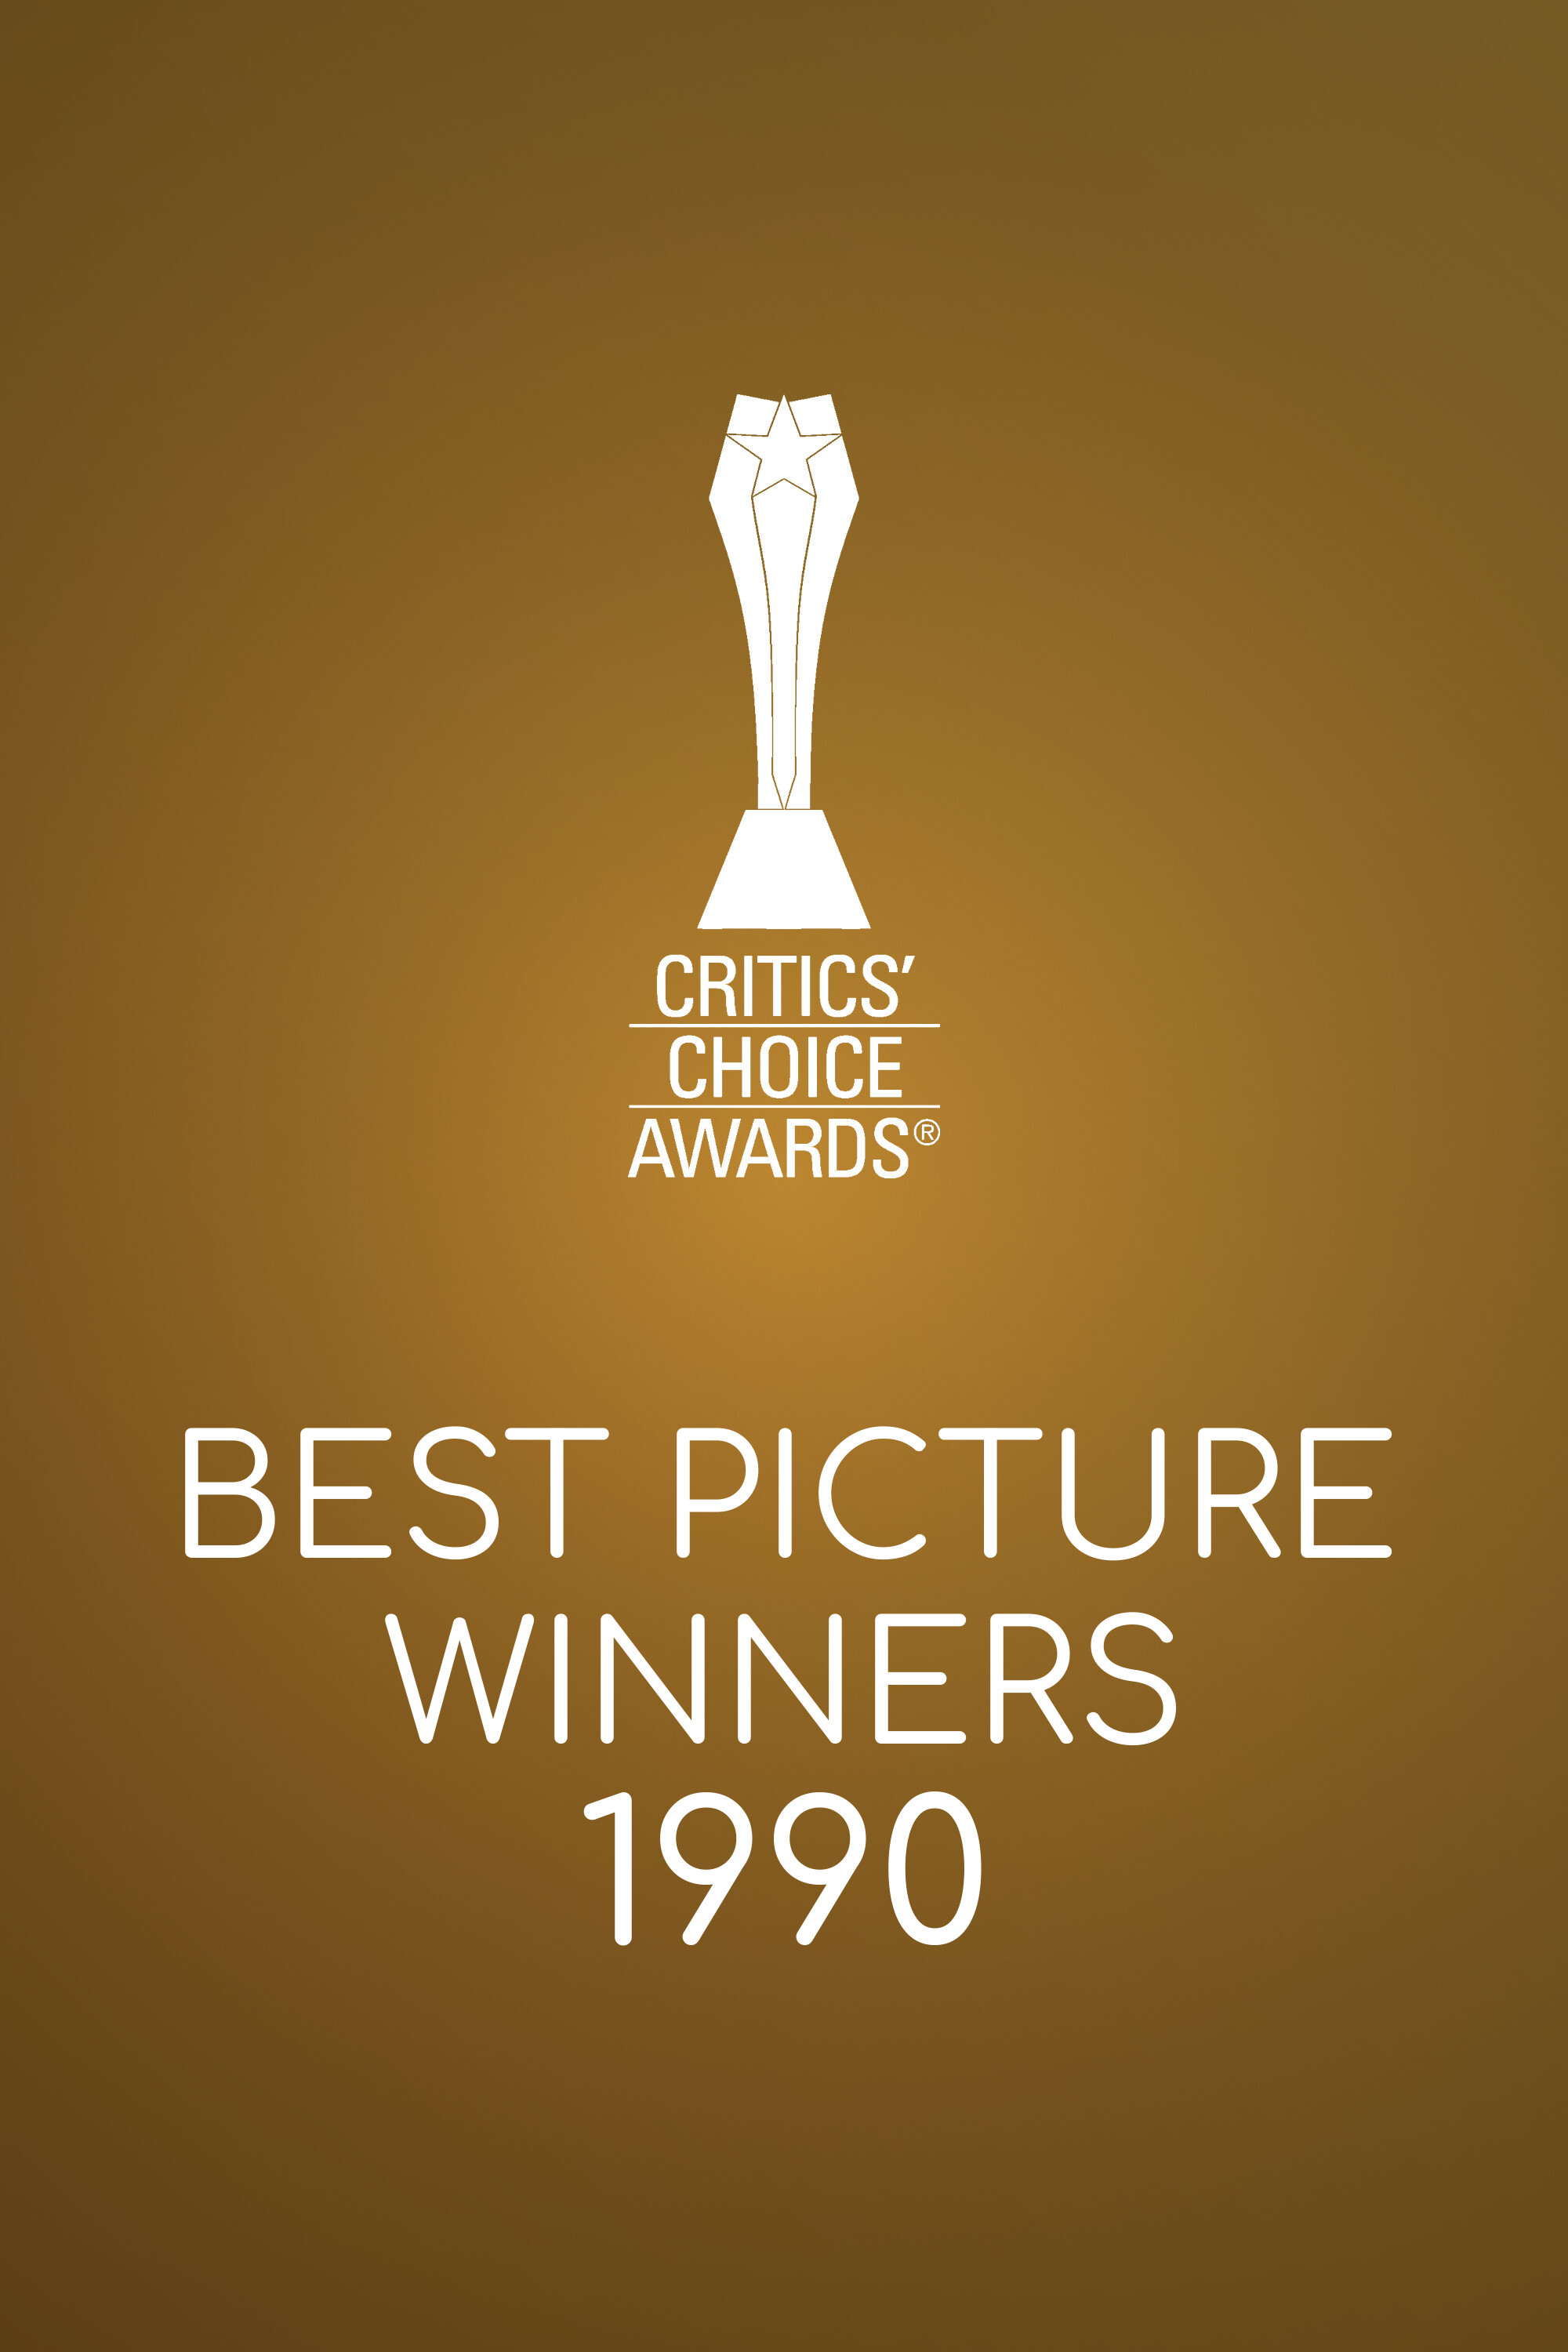 CRITICS'
CHOICE
AWARDS®
BEST PICTURE
WINNERS
1990